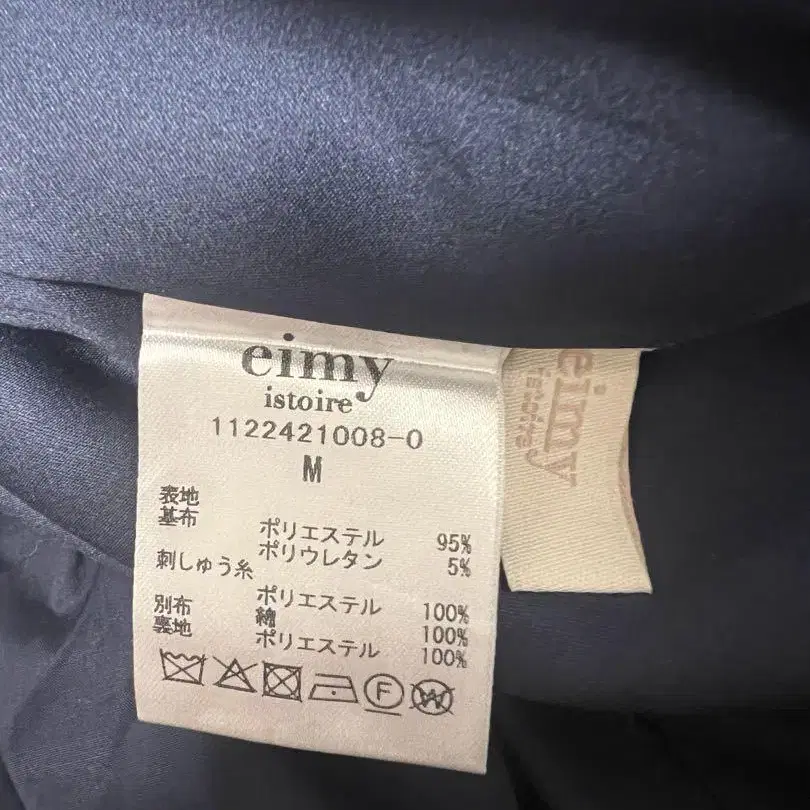 eimy
istoire
1122421008-0
M
表地
基布 ポリエステル 95%
ポリウレタン 5%
刺しゅう糸 ポリエステル 100%
別布 綿 100%
裏地 ポリエステル 100%
F
W
eimy
istoire